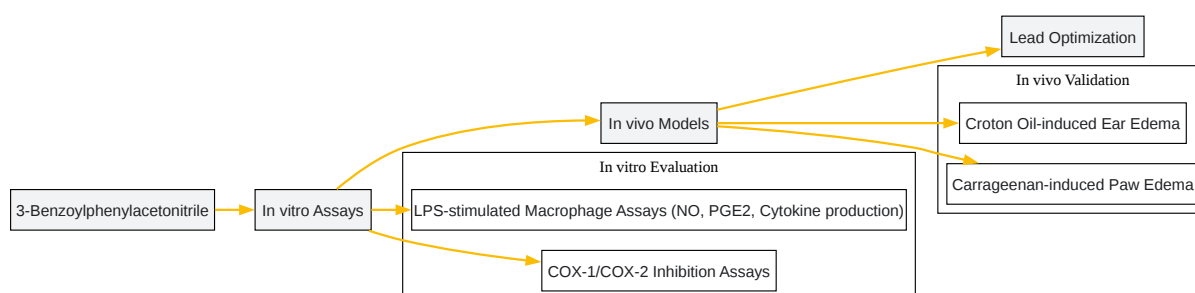 Lead Optimization
In vivo Validation
In vivo Models
Croton Oil-induced Ear Edema
In vitro Evaluation
Carrageenan-induced Paw Edema
3-Benzoylphenylacetonitrile
In vitro Assays
LPS-stimulated Macrophage Assays (NO, PGE2, Cytokine production)
COX-1/COX-2 Inhibition Assays